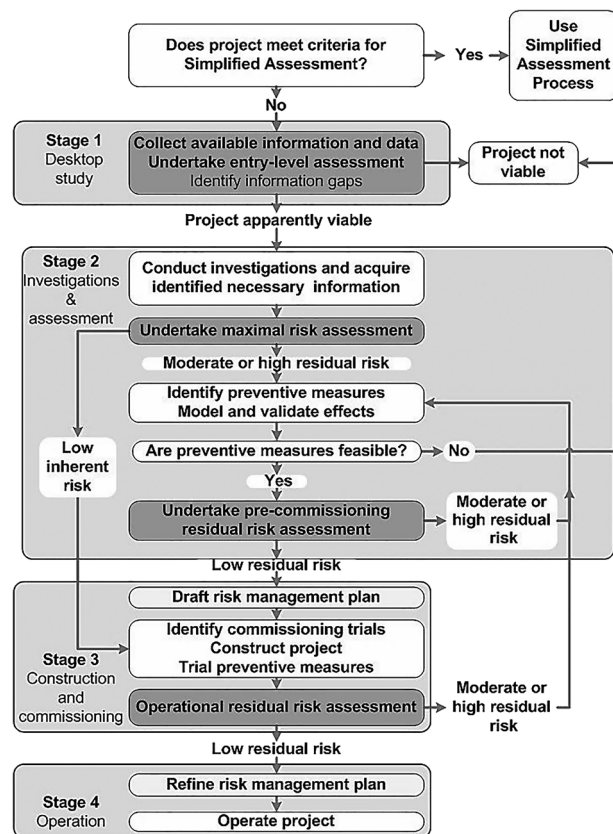 Does project meet criteria for
Simplified Assessment?
Yes
Use
Simplified
Assessment
Process
No
Stage 1
Desktop
study
Collect available information and data
Undertake entry-level assessment
Identify information gaps
Project not
viable
Project apparently viable
Stage 2
Investigations
&
assessment
Conduct investigations and acquire
identified necessary information
Undertake maximal risk assessment
Moderate or high residual risk
Identify preventive measures
Model and validate effects
Low
inherent
risk
Are preventive measures feasible?
No
Yes
Undertake pre-commissioning
residual risk assessment
Moderate or
high residual
risk
Low residual risk
Draft risk management plan
Stage 3
Construction
and
commissioning
Identify commissioning trials
Construct project
Trial preventive measures
Operational residual risk assessment
Moderate or
high residual
risk
Low residual risk
Stage 4
Operation
Refine risk management plan
Operate project